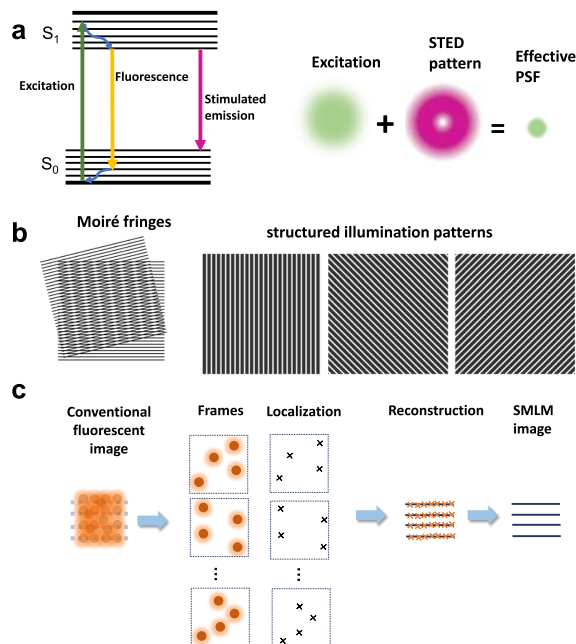 a
S1
Excitation
Fluorescence
Stimulated
emission
S0
Excitation
+
STED
pattern
=
Effective
PSF
b
Moiré fringes
structured illumination patterns
c
Conventional
fluorescent
image
Frames
Localization
Reconstruction
SMLM
image
...
...